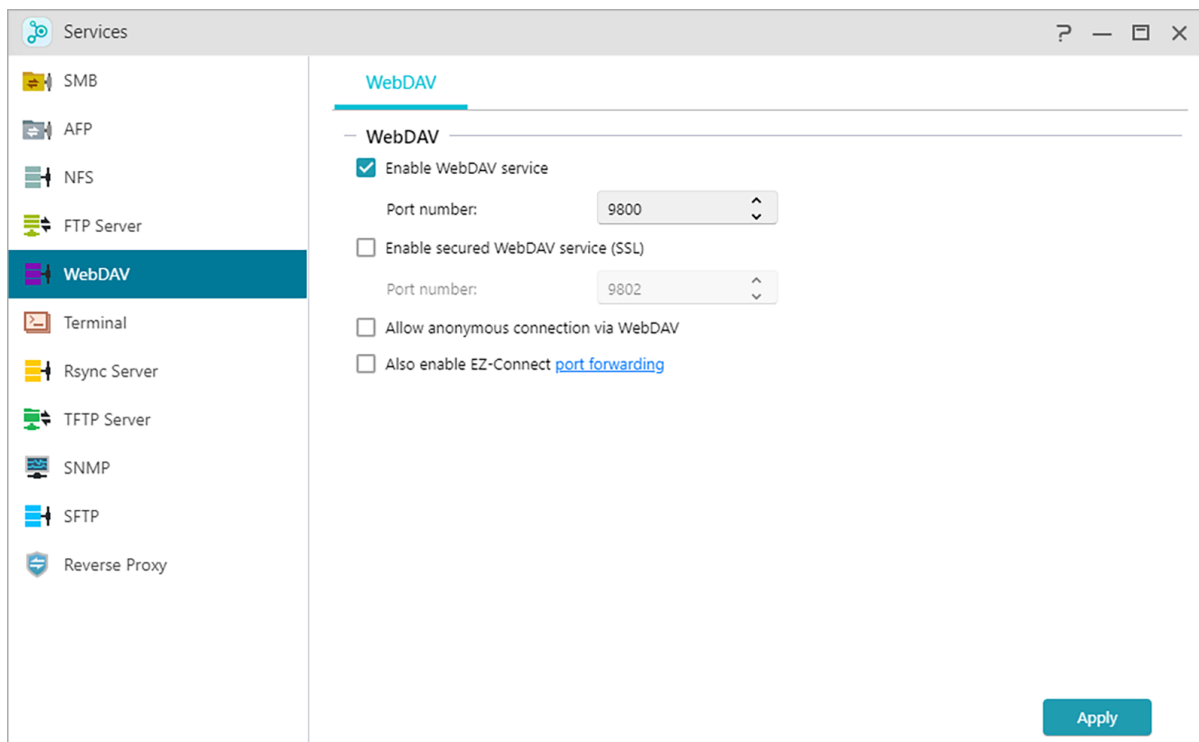 Services
SMB
AFP
NFS
FTP Server
WebDAV
Terminal
Rsync Server
TFTP Server
SNMP
SFTP
Reverse Proxy
WebDAV
WebDAV
Enable WebDAV service
Port number: 9800
Enable secured WebDAV service (SSL)
Port number: 9802
Allow anonymous connection via WebDAV
Also enable EZ-Connect port forwarding
Apply